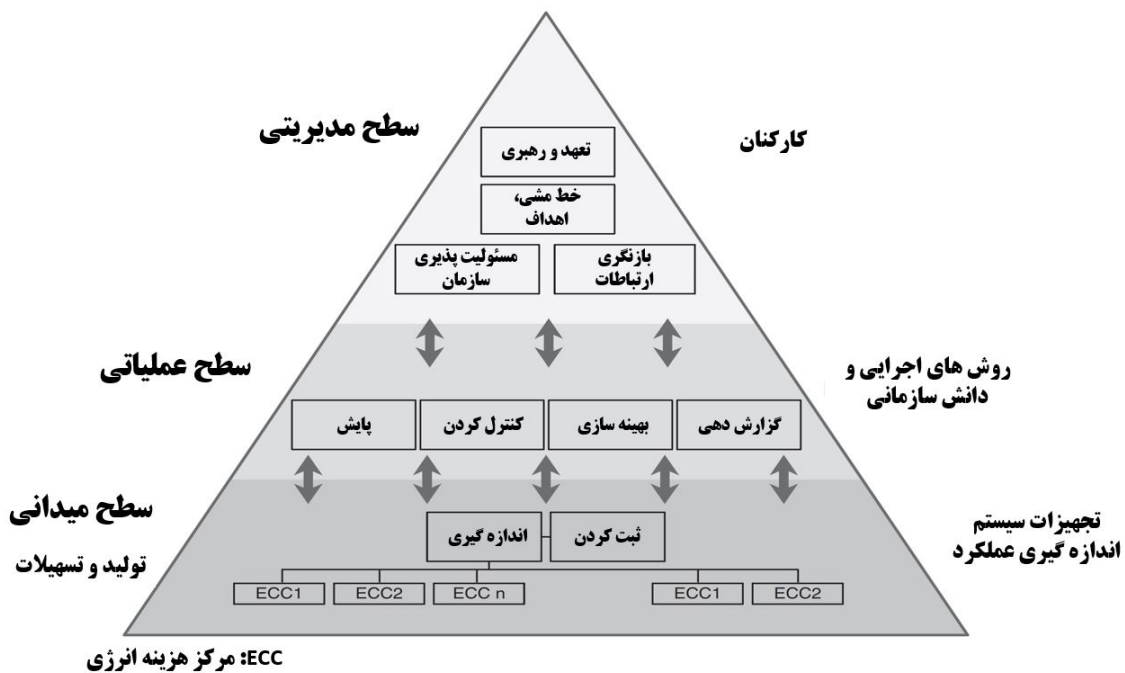 سطح مدیریتی
کارکنان
تعهد و رهبری
خط مشی،
اهداف
بازنگری
ارتباطات
مسئولیت پذیری
سازمان
سطح عملیاتی
روش های اجرایی و
دانش سازمانی
گزارش دهی
بهینه سازی
کنترل کردن
پایش
سطح میدانی
تولید و تسهیلات
تجهیزات سیستم
اندازه گیری عملکرد
ثبت کردن
اندازه گیری
ECC1
ECC2
ECC n
ECC1
ECC2
ECC: مرکز هزینه انرژی